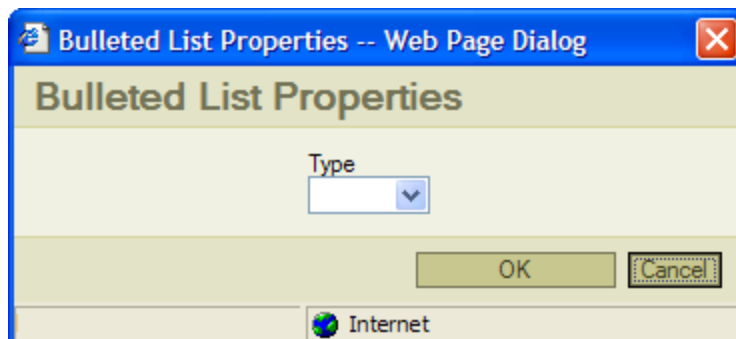 Bulleted List Properties -- Web Page Dialog
Bulleted List Properties
Type
OK Cancel
Internet